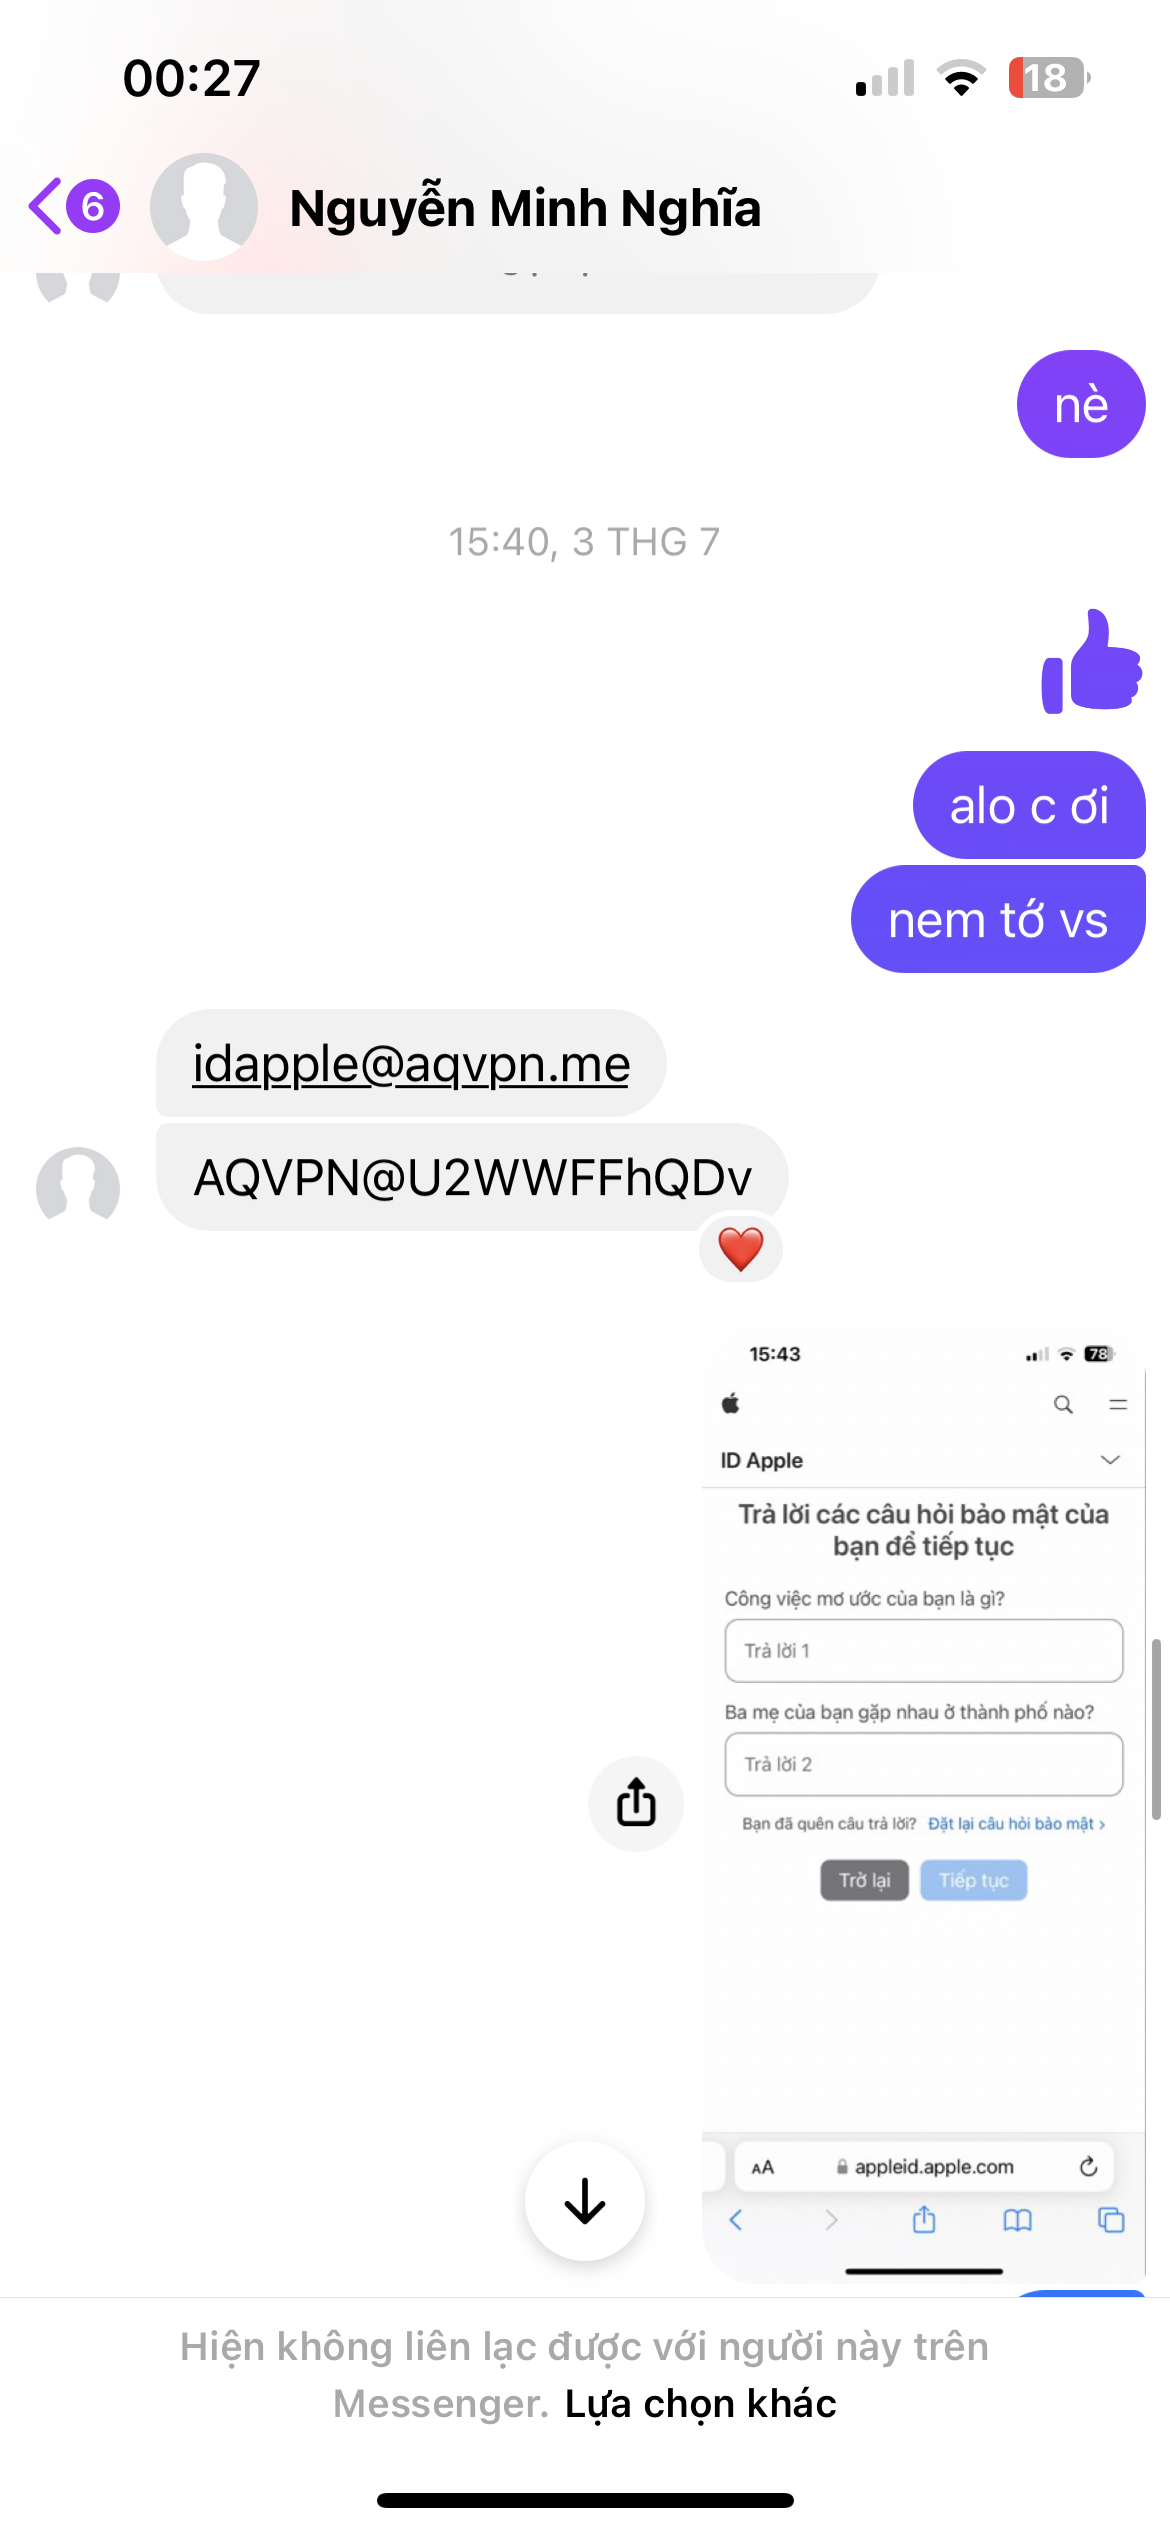 00:27
18
6
Nguyễn Minh Nghĩa
nè
15:40, 3 THG 7
alo c ơi
nem tớ vs
idapple@aqvpn.me
AQVPN@U2WWFFhQDv
15:43
78
ID Apple
Trả lời các câu hỏi bảo mật của
bạn để tiếp tục
Công việc mơ ước của bạn là gì?
Trả lời 1
Ba mẹ của bạn gặp nhau ở thành phố nào?
Trả lời 2
Bạn đã quên câu trả lời? Đặt lại câu hỏi bảo mật >
Trở lại Tiếp tục
AA appleid.apple.com
Hiện không liên lạc được với người này trên
Messenger. Lựa chọn khác